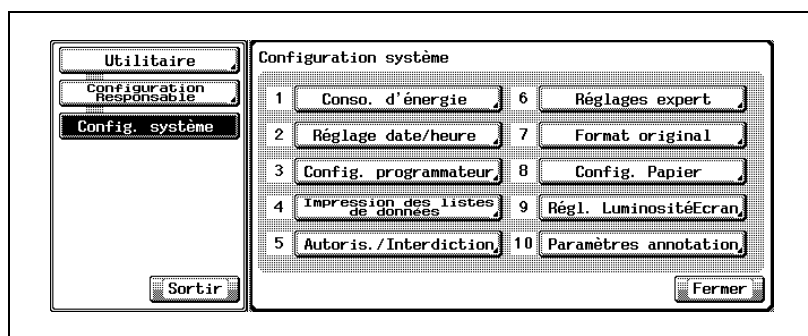 Utilitaire
Configuration
Responsable
Config. système
Sortir
Configuration système
1 Conso. d'énergie
2 Réglage date/heure
3 Config. programmateur
4 Impression des listes
de données
5 Autoris./Interdiction
6 Réglages expert
7 Format original
8 Config. Papier
9 Régl. LuminositéEcran
10 Paramètres annotation
Fermer